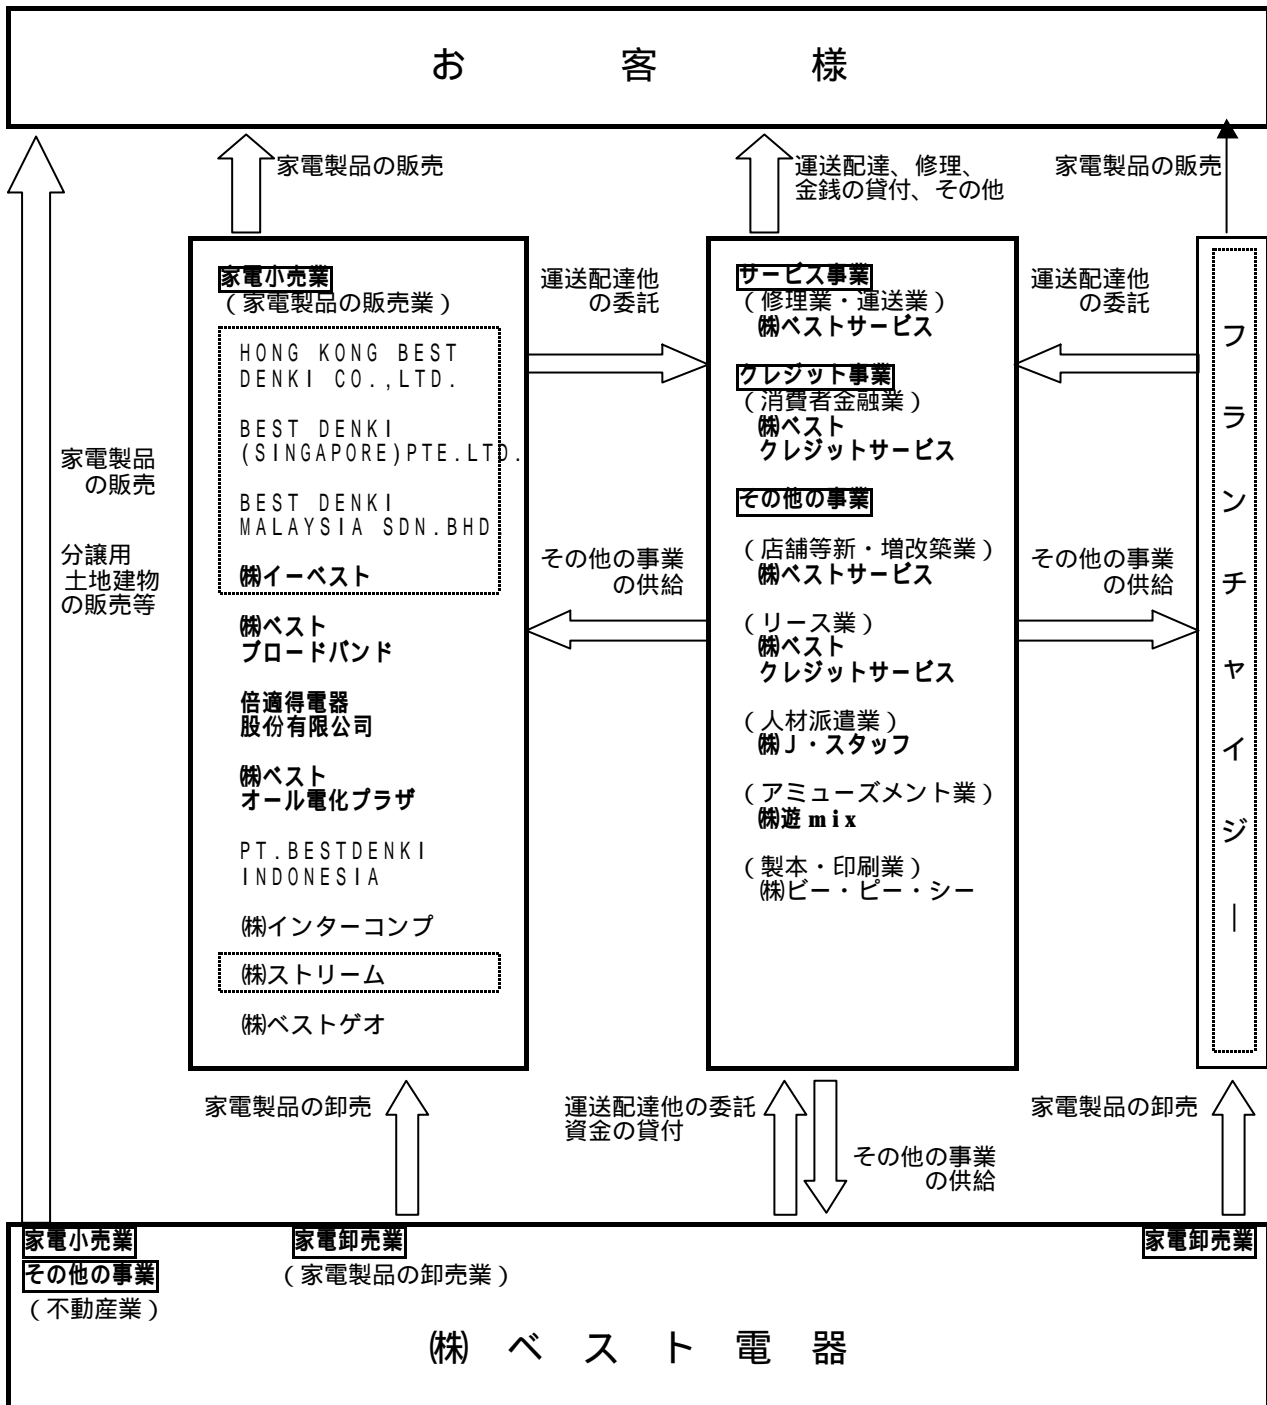 お客様
家電製品の販売
運送配達、修理、
金銭の貸付、その他
家電製品の販売
家電小売業
(家電製品の販売業)
HONG KONG BEST
DENKI CO.,LTD.
BEST DENKI
(SINGAPORE)PTE.LTD.
BEST DENKI
MALAYSIA SDN.BHD
㈱イーベスト
㈱ベスト
ブロードバンド
倍適得電器
股份有限公司
㈱ベスト
オール電化プラザ
PT.BESTDENKI
INDONESIA
㈱インターコンプ
㈱ストリーム
㈱ベストゲオ
家電製品
の販売
分譲用
土地建物
の販売等
運送配達他
の委託
その他の事業
の供給
サービス事業
(修理業・運送業)
㈱ベストサービス
クレジット事業
(消費者金融業)
㈱ベスト
クレジットサービス
その他の事業
(店舗等新・増改築業)
㈱ベストサービス
(リース業)
㈱ベスト
クレジットサービス
(人材派遣業)
㈱J・スタッフ
(アミューズメント業)
㈱遊mix
(製本・印刷業)
㈱ビー・ピー・シー
運送配達他
の委託
その他の事業
の供給
フランチャイジー
家電製品の卸売
運送配達他の委託
資金の貸付
その他の事業
の供給
家電製品の卸売
家電小売業
その他の事業
(不動産業)
家電卸売業
(家電製品の卸売業)
家電卸売業
㈱ベスト電器